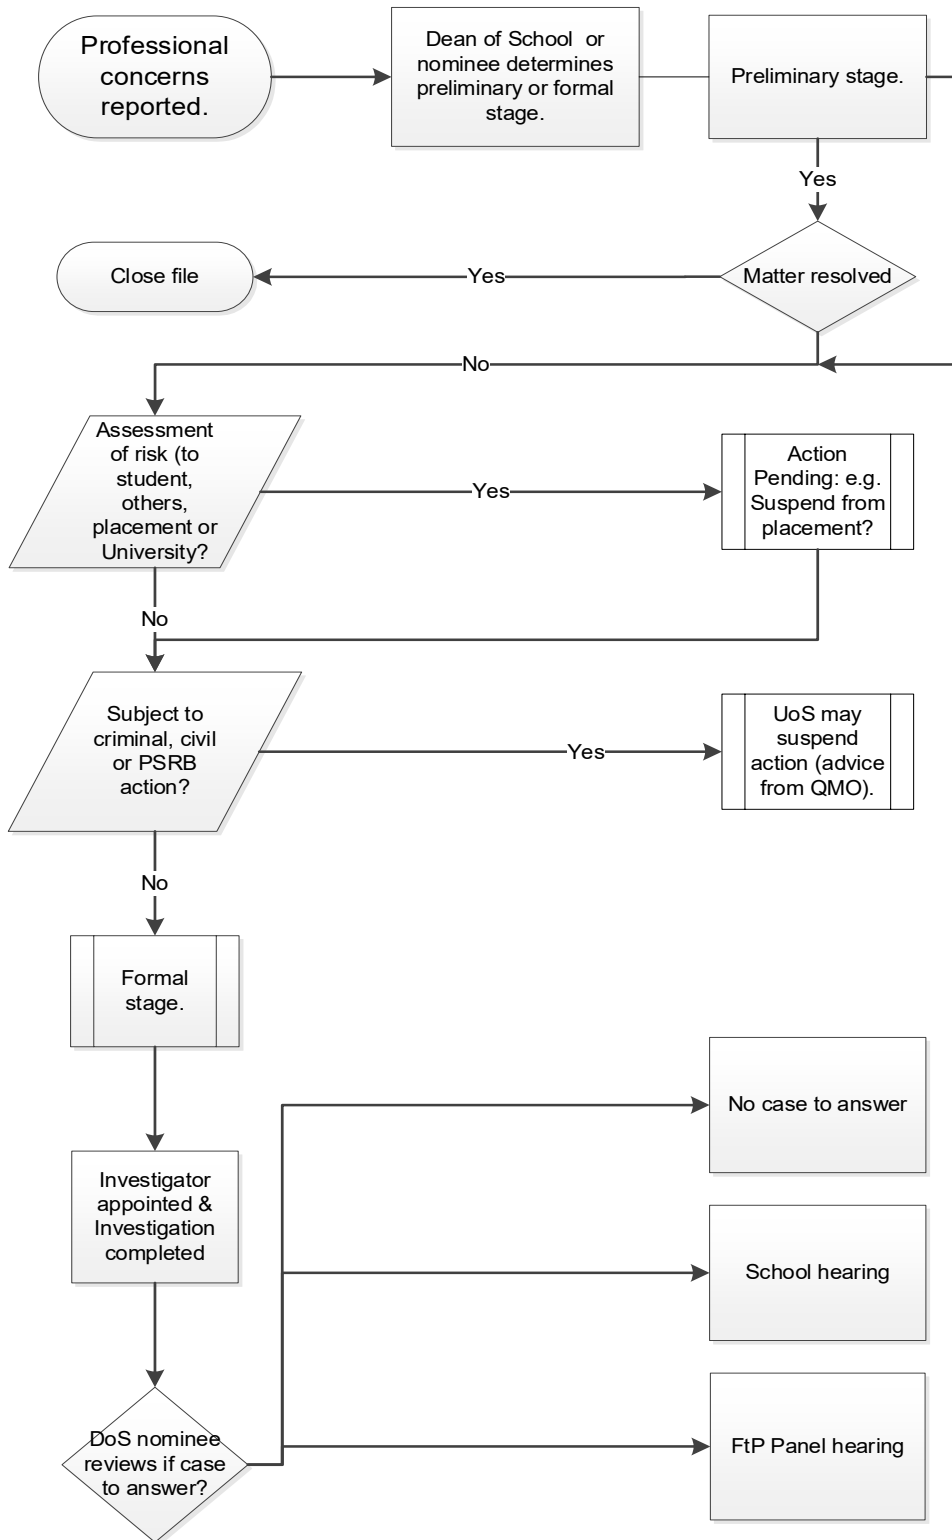 Professional
concerns
reported.
Dean of School or
nominee determines
preliminary or formal
stage.
Preliminary stage.
Yes
Matter resolved
Yes
Close file
No
Assessment
of risk (to
student,
others,
placement or
University?
Yes
Action
Pending: e.g.
Suspend from
placement?
No
Subject to
criminal, civil
or PSRB
action?
Yes
UoS may
suspend
action (advice
from QMO).
No
Formal
stage.
Investigator
appointed &
Investigation
completed
DoS nominee
reviews if case
to answer?
No case to answer
School hearing
FtP Panel hearing